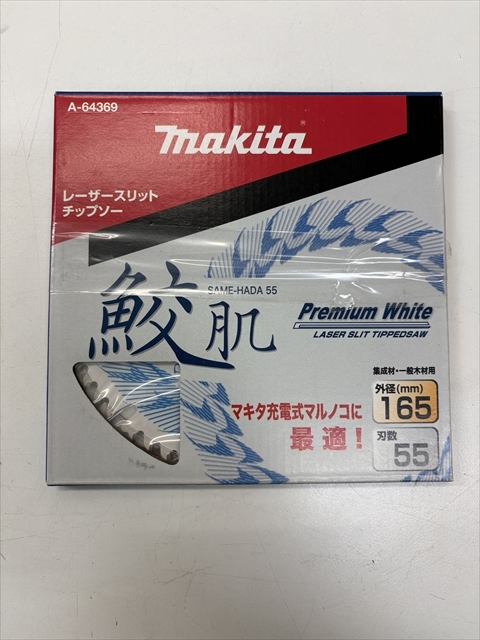 A-64369
makita®
レーザースリット
チップソー
SAME-HADA 55
鮫肌
Premium White
LASER SLIT TIPPEDSAW
集成材・一般木材用
外径(mm)
165
マキタ充電式マルノコに
最適！
刃数
55